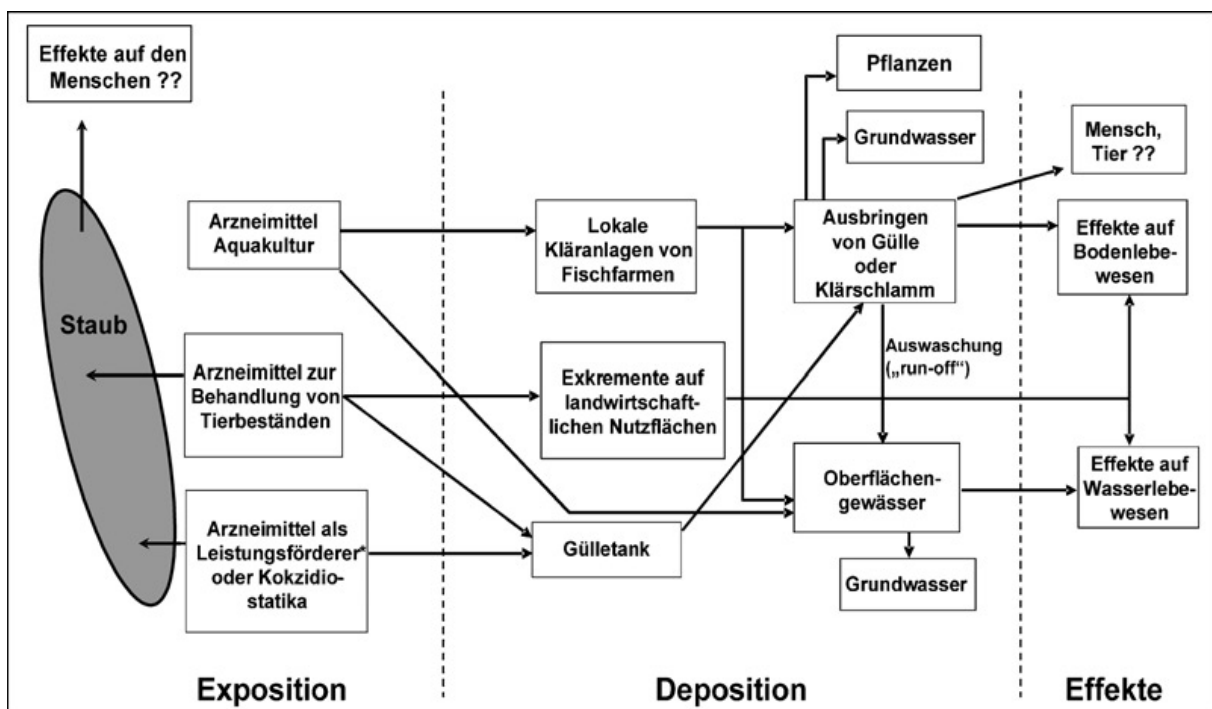 Effekte auf den
Menschen ??
Staub
Arzneimittel
Aquakultur
Arzneimittel zur
Behandlung von
Tierbeständen
Arzneimittel als
Leistungsförderer*
oder Kokzidio-
statika
Exposition
Lokale
Kläranlagen von
Fischfarmen
Exkremente auf
landwirtschaft-
lichen Nutzflächen
Gülletank
Pflanzen
Grundwasser
Ausbringen
von Gülle
oder
Klärschlamm
Auswaschung
(„run-off“)
Oberflächen-
gewässer
Grundwasser
Deposition
Mensch,
Tier ??
Effekte auf
Bodenlebe-
wesen
Effekte auf
Wasserlebe-
wesen
Effekte